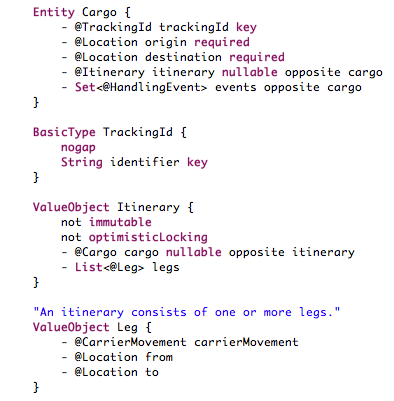 Entity Cargo {
- @TrackingId trackingId key
- @Location origin required
- @Location destination required
- @Itinerary itinerary nullable opposite cargo
- Set<@HandlingEvent> events opposite cargo
}
BasicType TrackingId {
nogap
String identifier key
}
ValueObject Itinerary {
not immutable
not optimisticLocking
- @Cargo cargo nullable opposite itinerary
- List<@Leg> legs
}
"An itinerary consists of one or more legs."
ValueObject Leg {
- @CarrierMovement carrierMovement
- @Location from
- @Location to
}